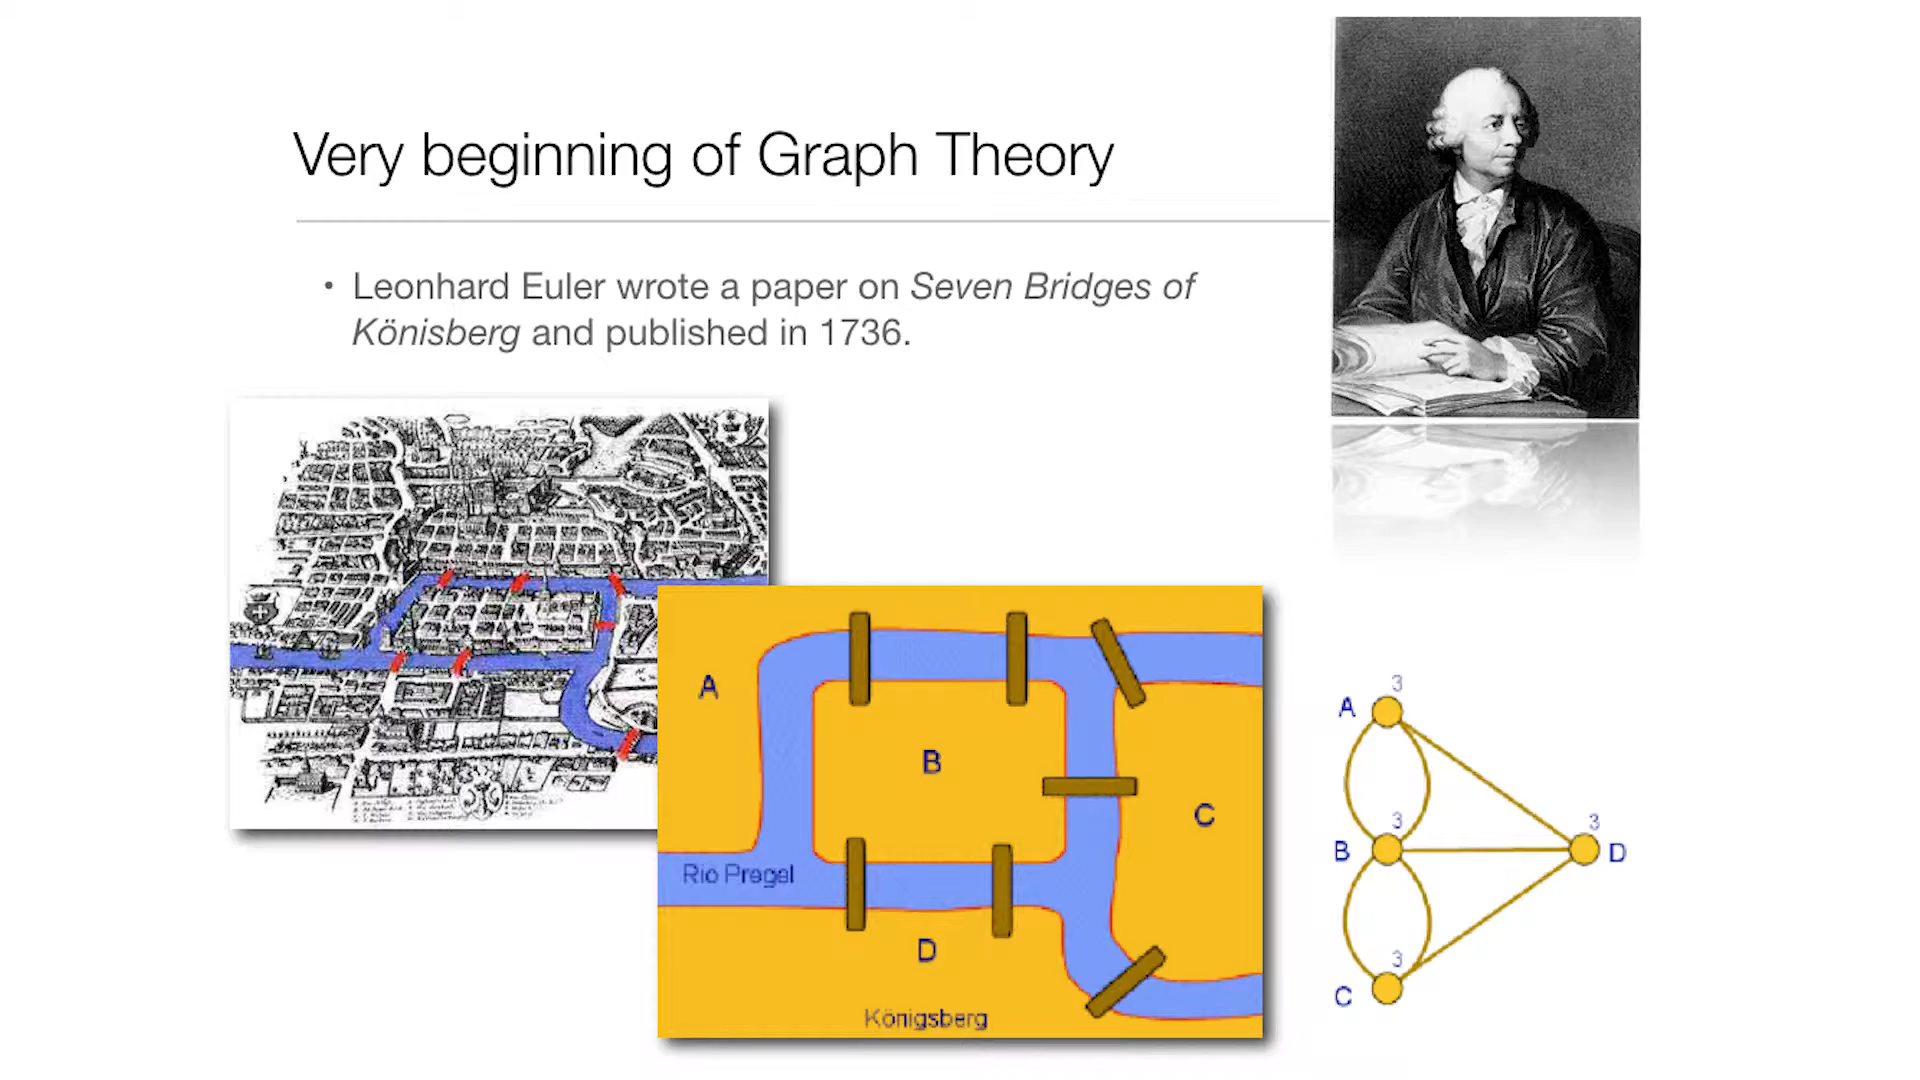 Very beginning of Graph Theory
• Leonhard Euler wrote a paper on Seven Bridges of
Könisberg and published in 1736.
A
B
C
Rio Pregel
D
Königsberg
3
A
3
B
3
D
3
C